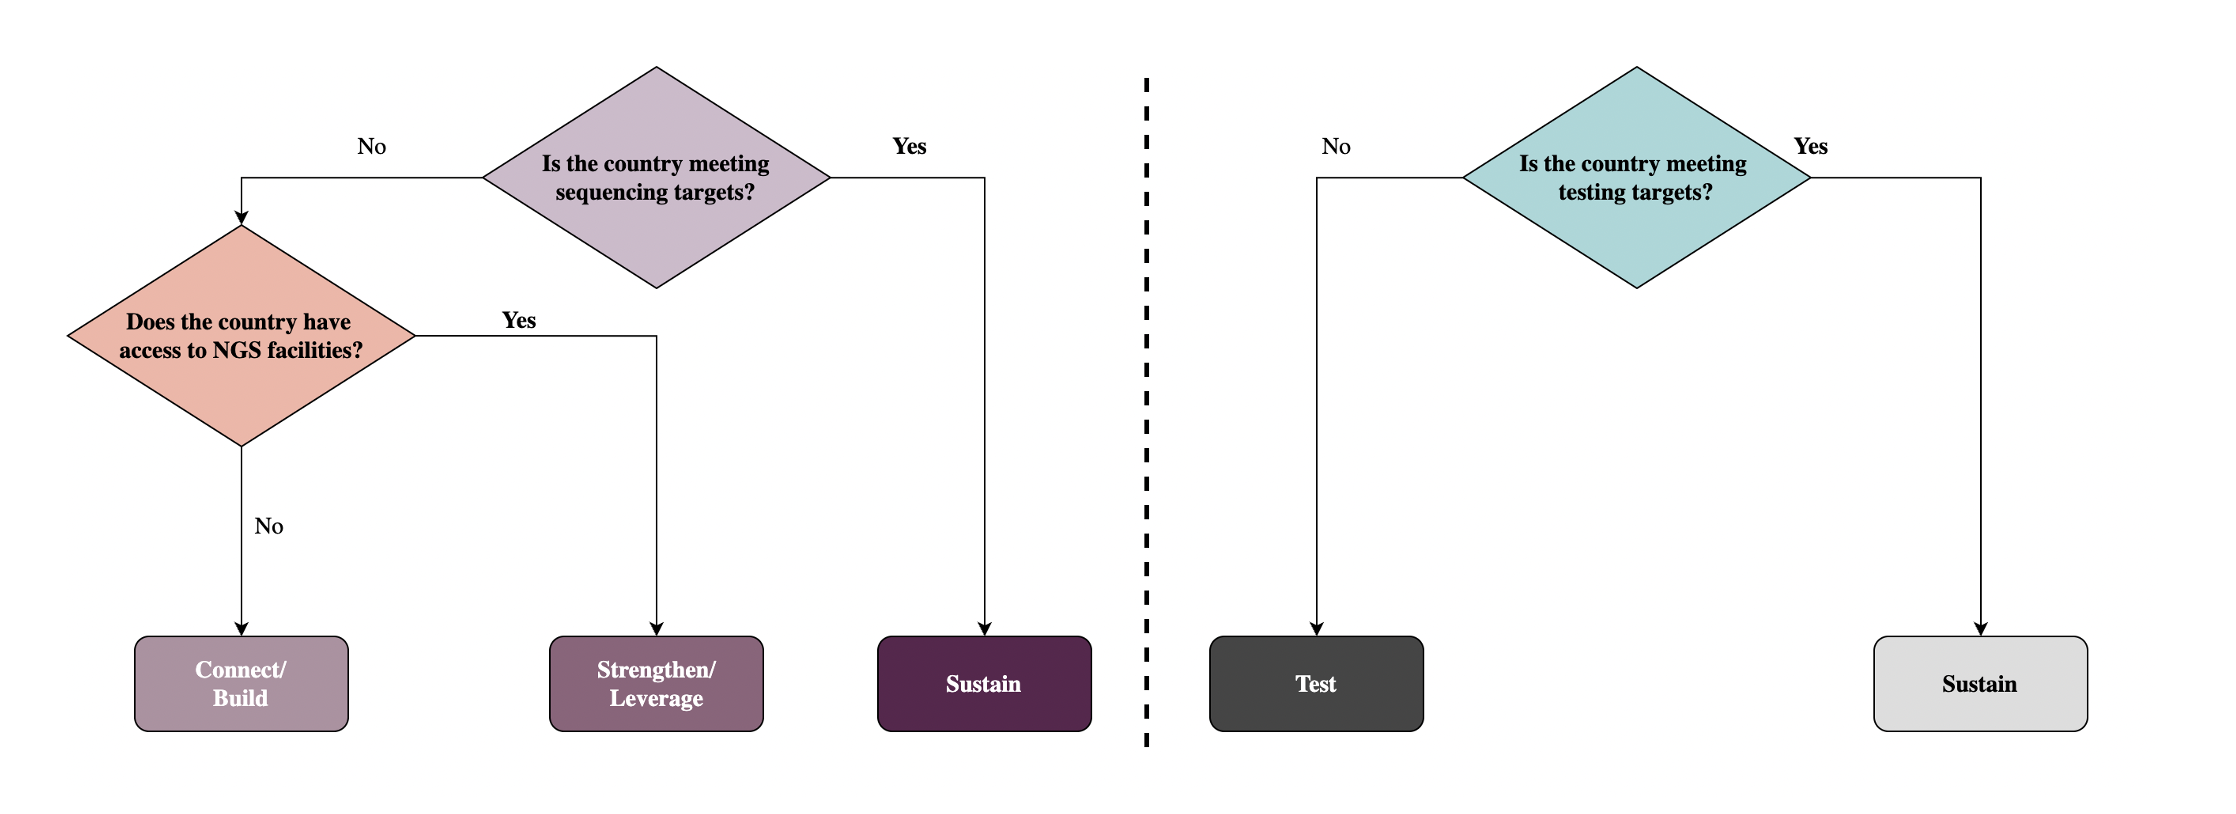 No
Is the country meeting
sequencing targets?
Yes
Does the country have
access to NGS facilities?
Yes
No
Connect/
Build
Strengthen/
Leverage
Sustain
No
Is the country meeting
testing targets?
Yes
Test
Sustain